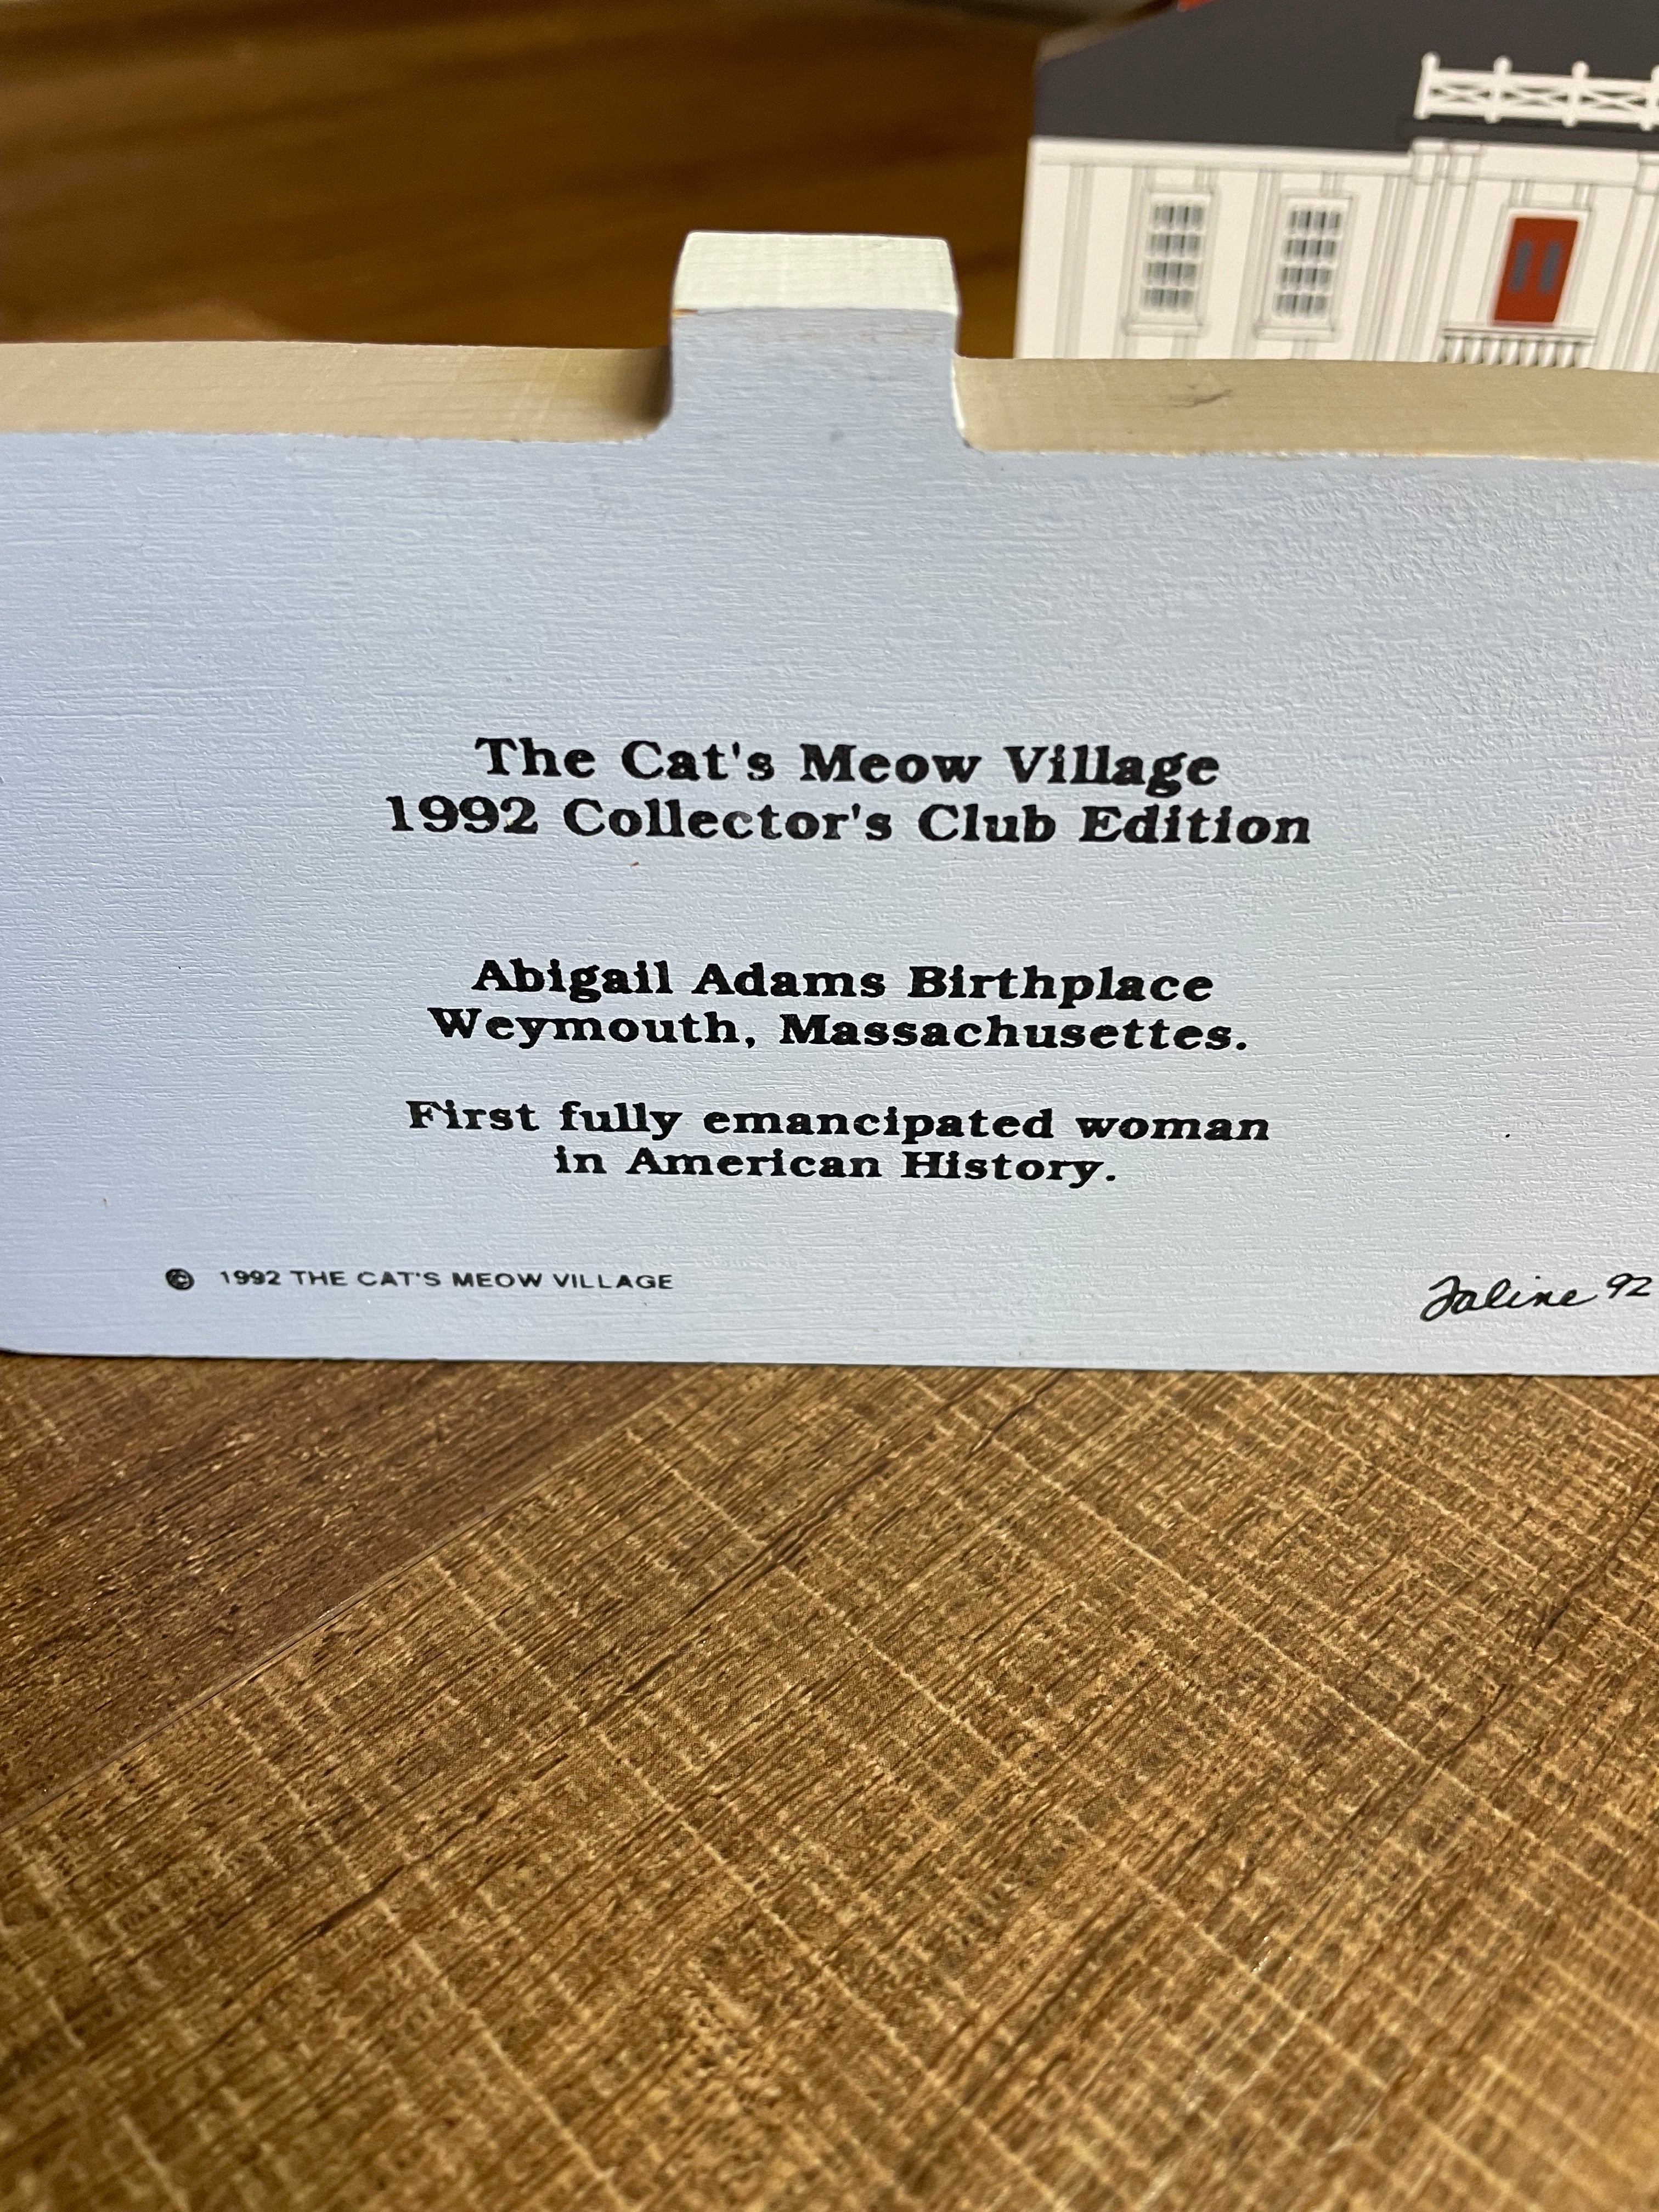 The Cat's Meow Village
1992 Collector's Club Edition
Abigail Adams Birthplace
Weymouth, Massachusettes.
First fully emancipated woman
in American History.
© 1992 THE CAT'S MEOW VILLAGE
Faline 92